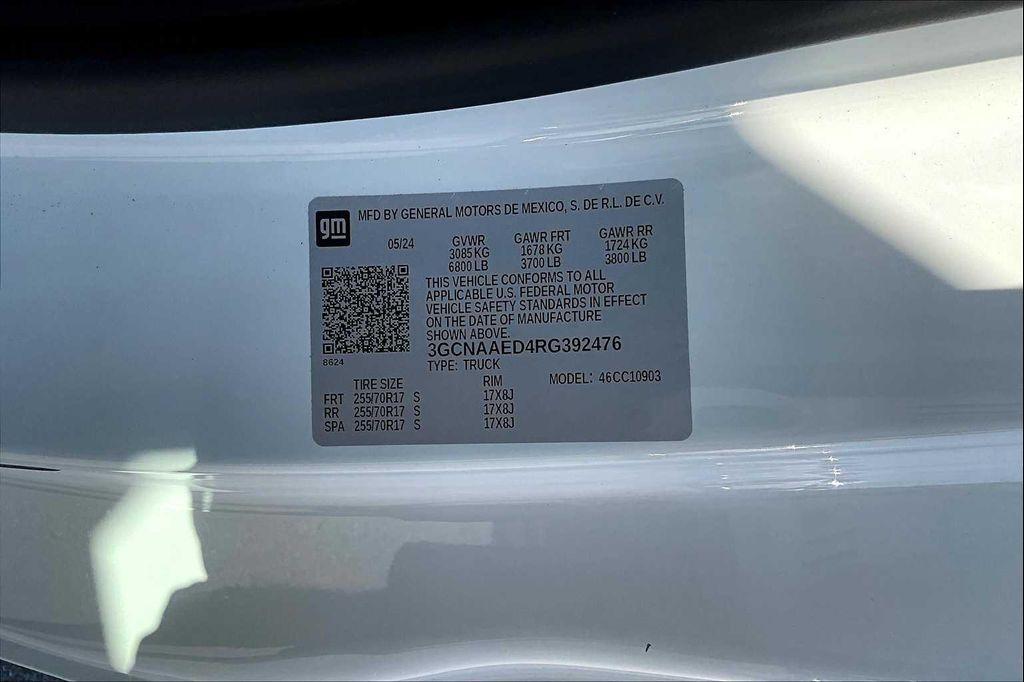 gm MFD BY GENERAL MOTORS DE MEXICO, S. DE R.L. DE C.V.
05/24 GVWR GAWR FRT GAWR RR
3085 KG 1678 KG 1724 KG
6800 LB 3700 LB 3800 LB
THIS VEHICLE CONFORMS TO ALL
APPLICABLE U.S. FEDERAL MOTOR
VEHICLE SAFETY STANDARDS IN EFFECT
ON THE DATE OF MANUFACTURE
SHOWN ABOVE.
3GCNAAED4RG392476
8624
TYPE: TRUCK
TIRE SIZE RIM MODEL: 46CC10903
FRT 255/70R17 S 17X8J
RR 255/70R17 S 17X8J
SPA 255/70R17 S 17X8J